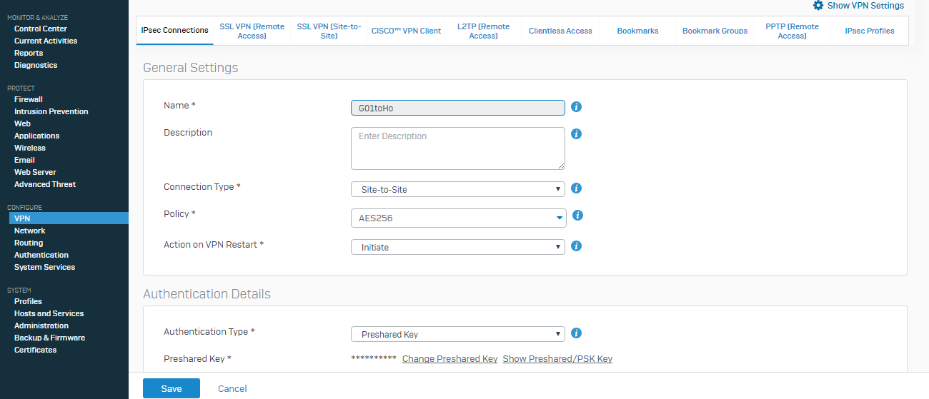 Show VPN Settings
MONITOR & ANALYZE
Control Center
Current Activities
Reports
Diagnostics
PROTECT
Firewall
Intrusion Prevention
Web
Applications
Wireless
Email
Web Server
Advanced Threat
CONFIGURE
VPN
Network
Routing
Authentication
System Services
SYSTEM
Profiles
Hosts and Services
Administration
Backup & Firmware
Certificates
IPsec Connections
SSL VPN (Remote
Access)
SSL VPN (Site-to-
Site)
CISCO™ VPN Client
L2TP (Remote
Access)
Clientless Access
Bookmarks
Bookmark Groups
PPTP (Remote
Access)
IPsec Profiles
General Settings
Name *
G01toHo
Description
Enter Description
Connection Type *
Site-to-Site
Policy *
AES256
Action on VPN Restart *
Initiate
Authentication Details
Authentication Type *
Preshared Key
Preshared Key *
********** Change Preshared Key Show Preshared/PSK Key
Save
Cancel